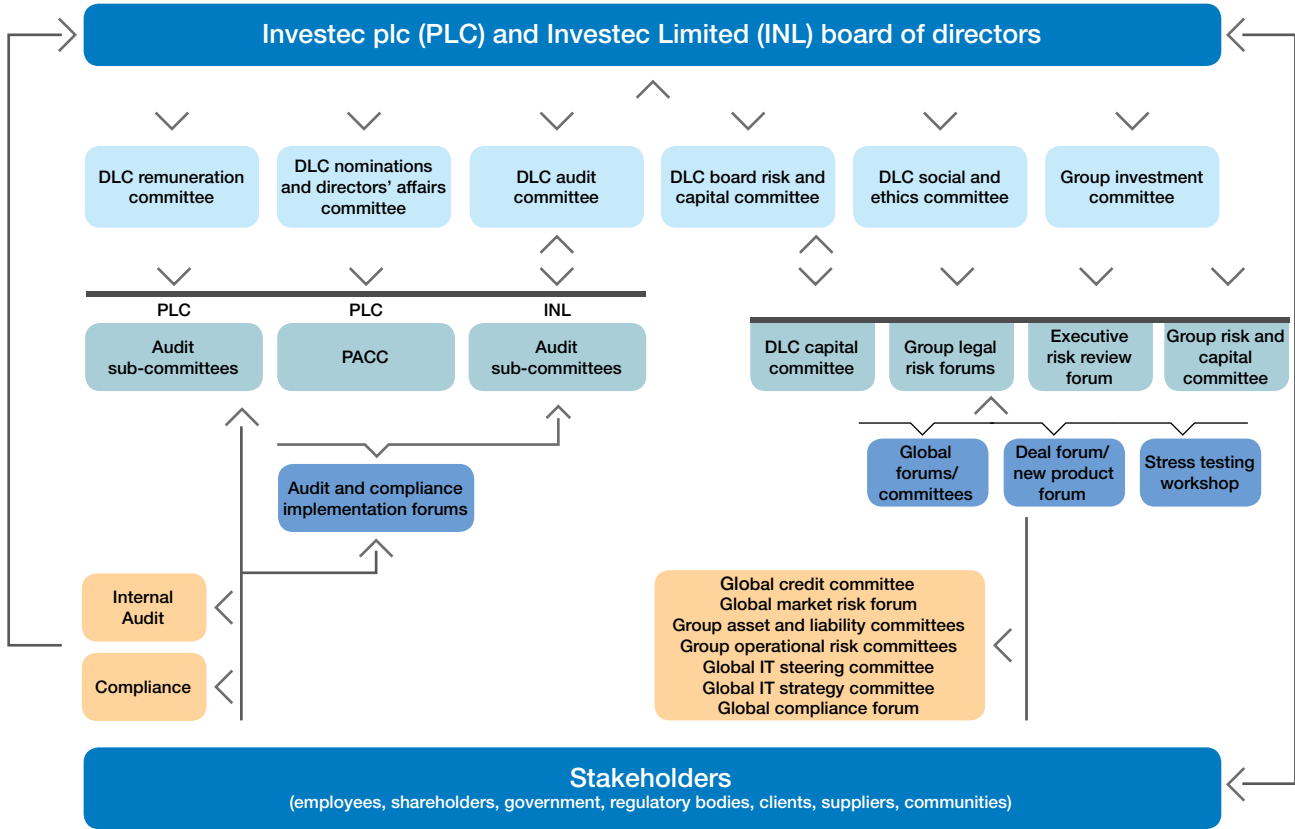 Investec plc (PLC) and Investec Limited (INL) board of directors
DLC remuneration
committee
DLC nominations
and directors’ affairs
committee
DLC audit
committee
DLC board risk and
capital committee
DLC social and
ethics committee
Group investment
committee
PLC
Audit
sub-committees
PLC
PACC
INL
Audit
sub-committees
DLC capital
committee
Group legal
risk forums
Executive
risk review
forum
Group risk and
capital
committee
Audit and compliance
implementation forums
Global
forums/
committees
Deal forum/
new product
forum
Stress testing
workshop
Internal
Audit
Compliance
Global credit committee
Global market risk forum
Group asset and liability committees
Group operational risk committees
Global IT steering committee
Global IT strategy committee
Global compliance forum
Stakeholders
(employees, shareholders, government, regulatory bodies, clients, suppliers, communities)